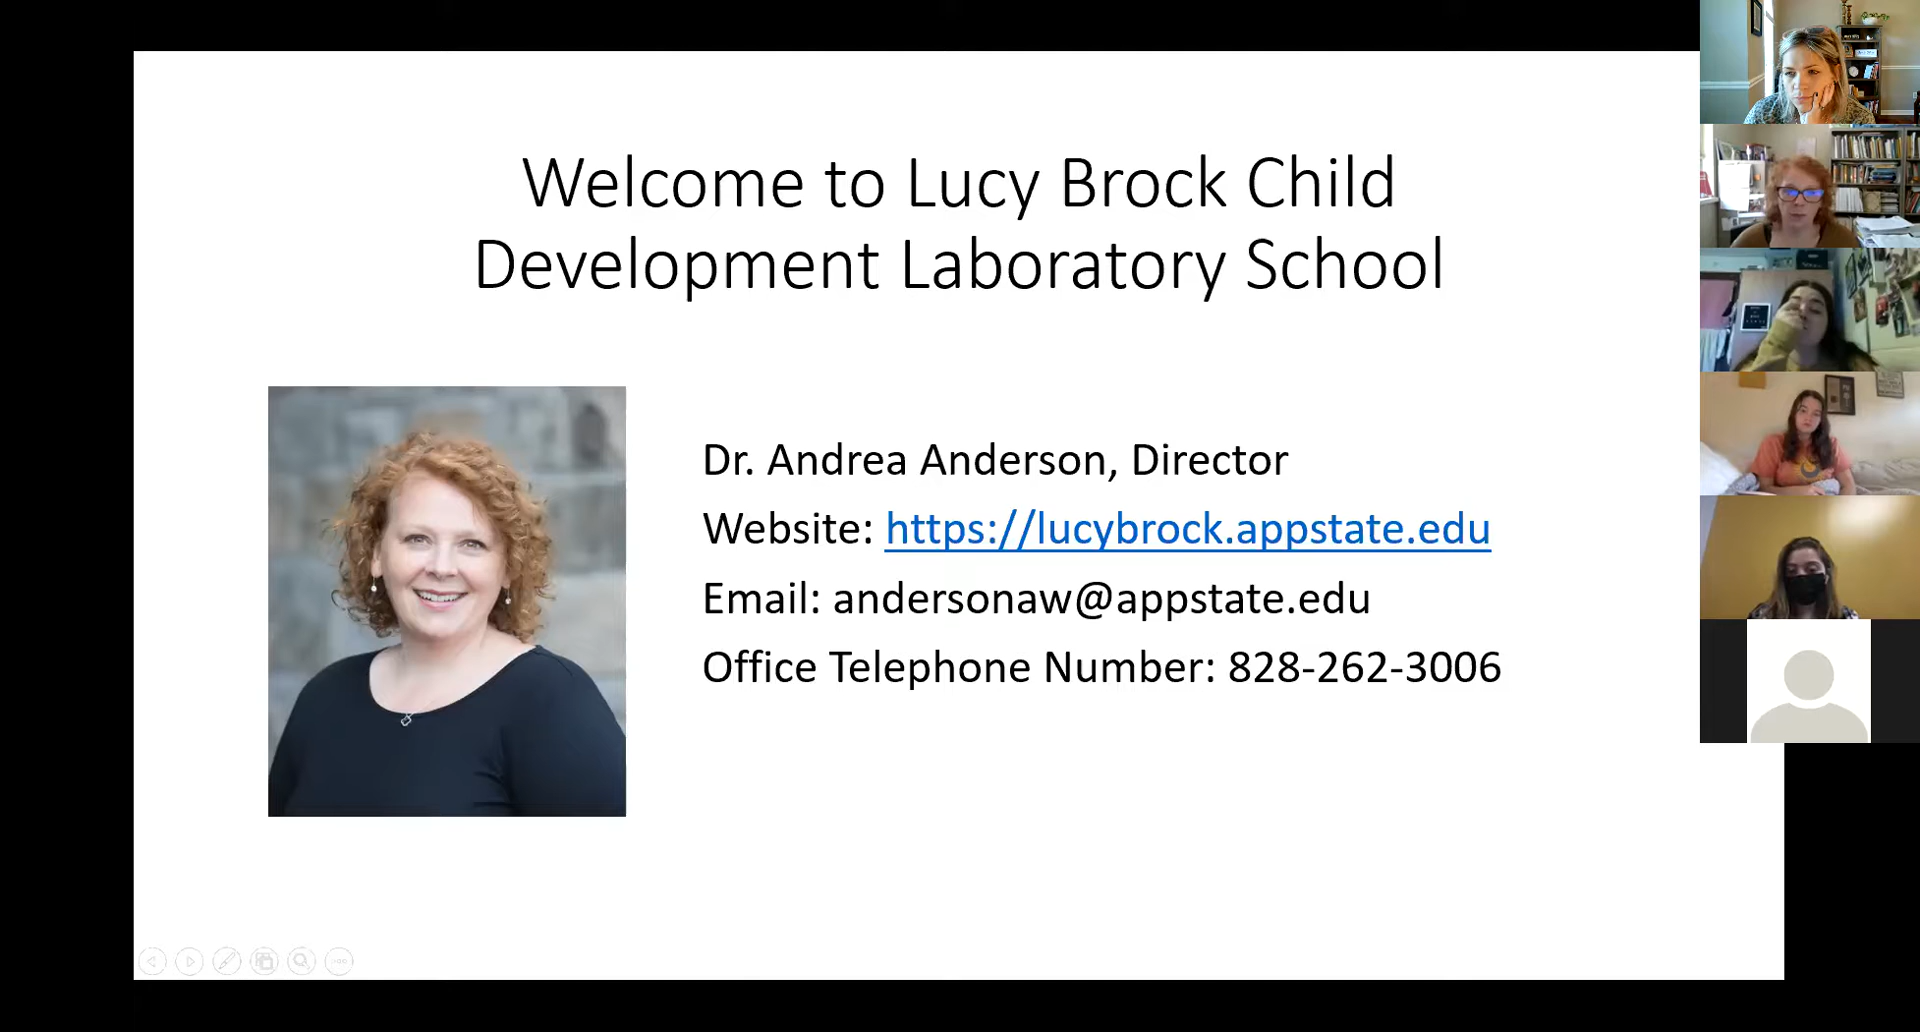 Welcome to Lucy Brock Child
Development Laboratory School
Dr. Andrea Anderson, Director
Website: https://lucybrock.appstate.edu
Email: andersonaw@appstate.edu
Office Telephone Number: 828-262-3006